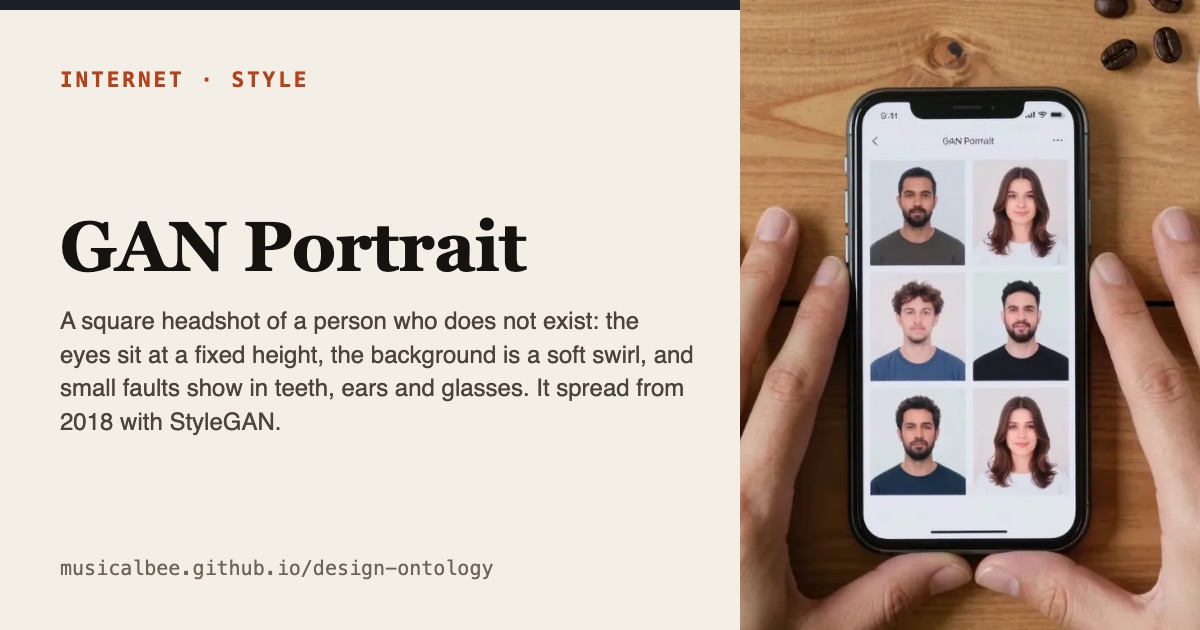 INTERNET · STYLE
GAN Portrait
A square headshot of a person who does not exist: the
eyes sit at a fixed height, the background is a soft swirl, and
small faults show in teeth, ears and glasses. It spread from
2018 with StyleGAN.
musicalbee.github.io/design-ontology
GAN Portrait